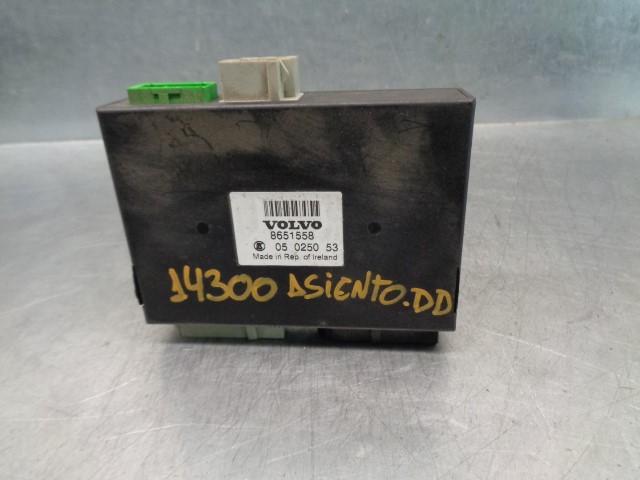 VOLVO
8651558
05 0250 53
Made in Rep. of Ireland
14300 ASIENTO.DD